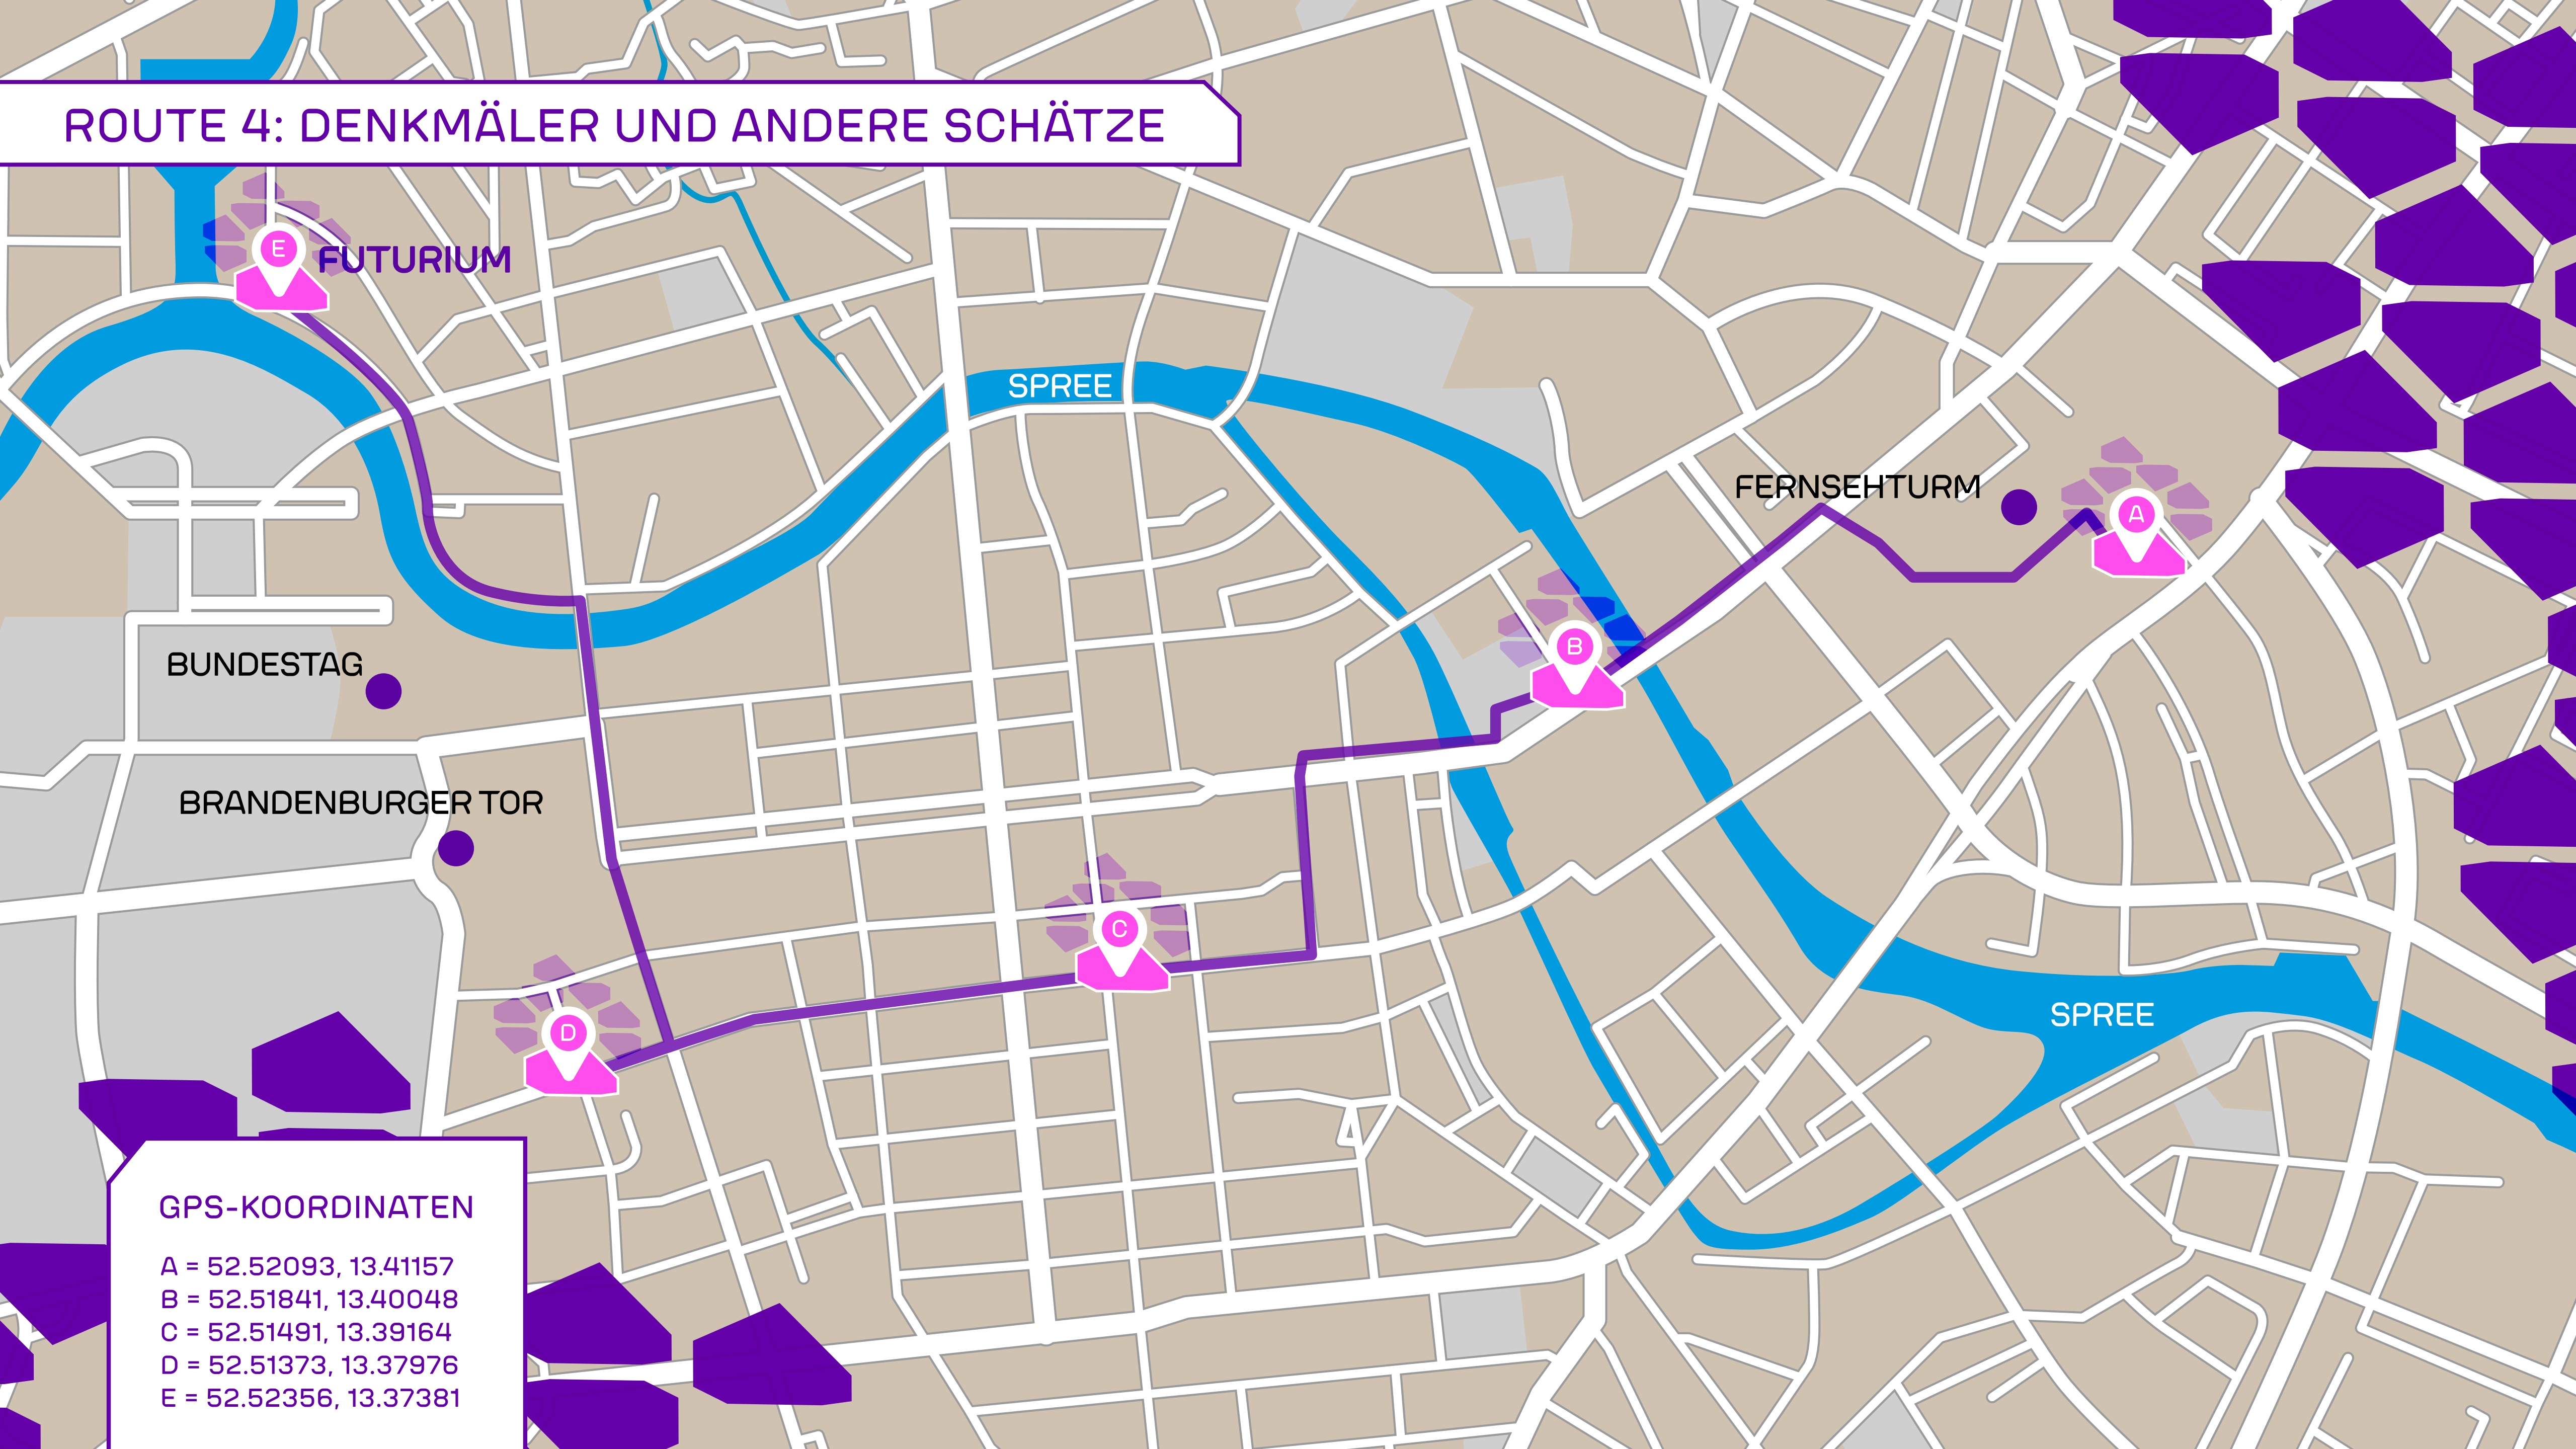 ROUTE 4: DENKMÄLER UND ANDERE SCHÄTZE
E
FUTURIUM
SPREE
FERNSEHTURM
A
B
BUNDESTAG
BRANDENBURGER TOR
C
D
SPREE
GPS-KOORDINATEN
A = 52.52093, 13.41157
B = 52.51841, 13.40048
C = 52.51491, 13.39164
D = 52.51373, 13.37976
E = 52.52356, 13.37381